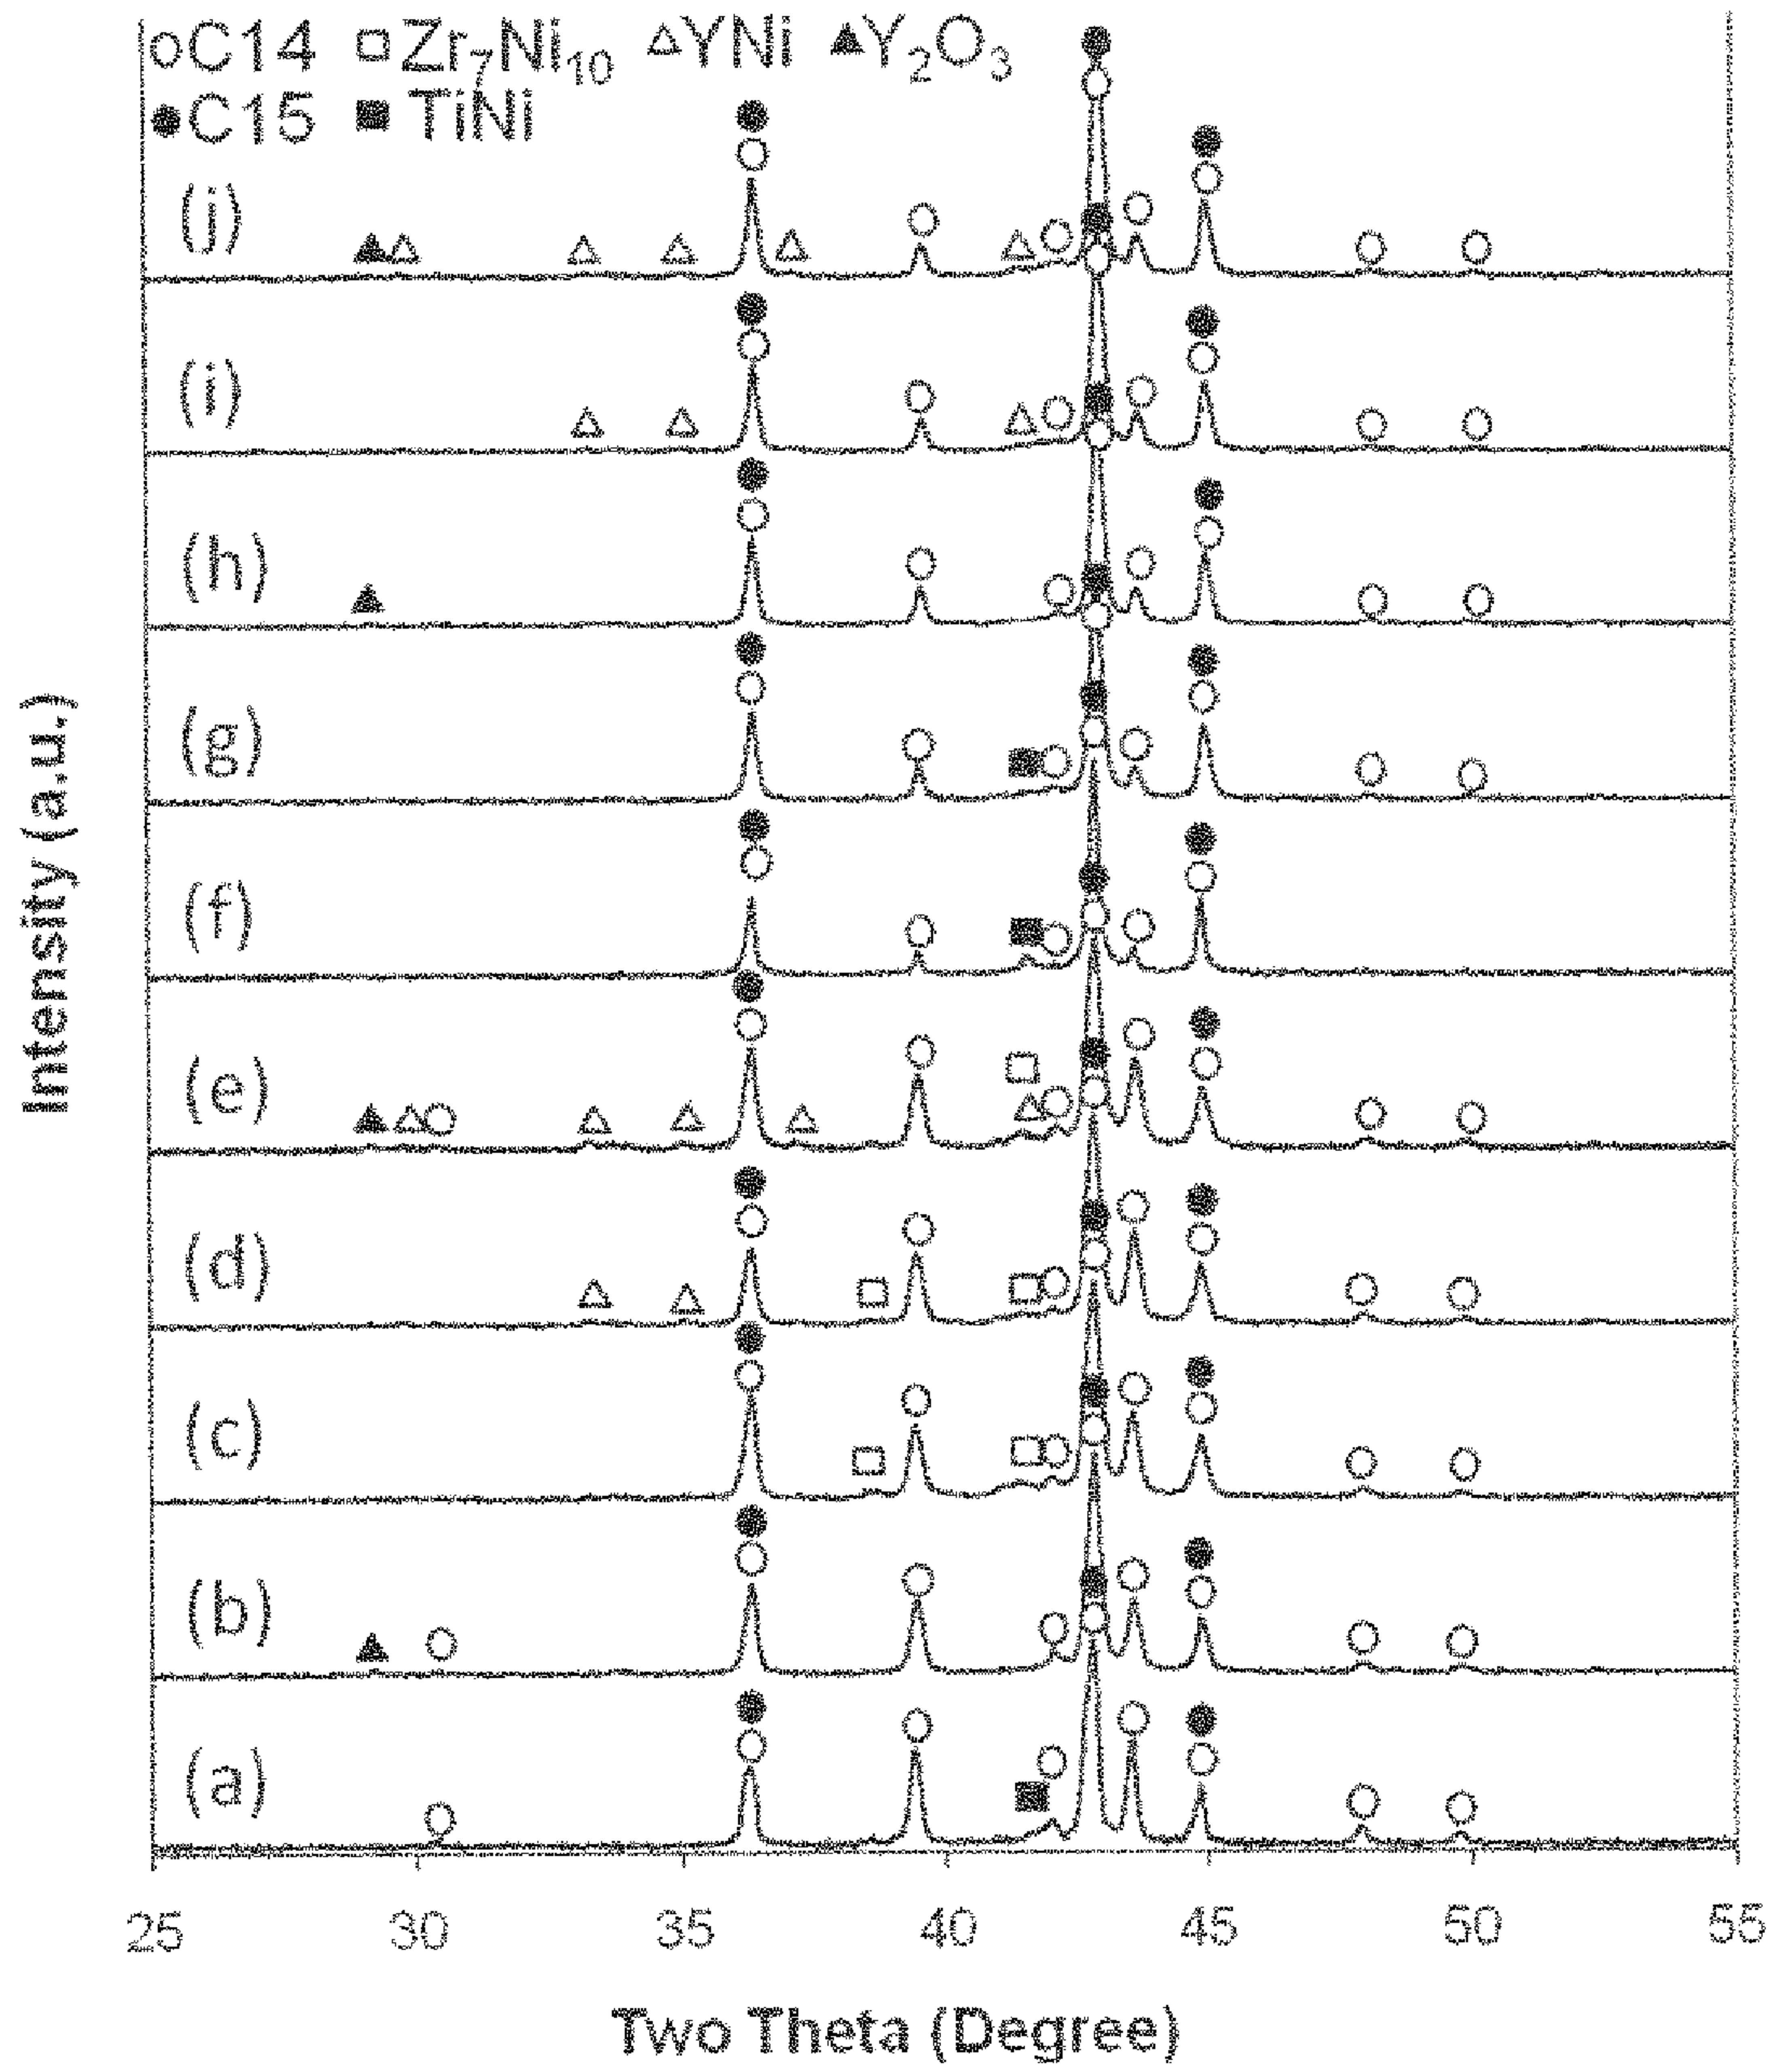 ○C14 □Zr₇Ni₁₀ △YNi ▲Y₂O₃
●C15 ■TiNi
(j)
(i)
(h)
(g)
(f)
(e)
(d)
(c)
(b)
(a)
Intensity (a.u.)
25 30 35 40 45 50 55
Two Theta (Degree)